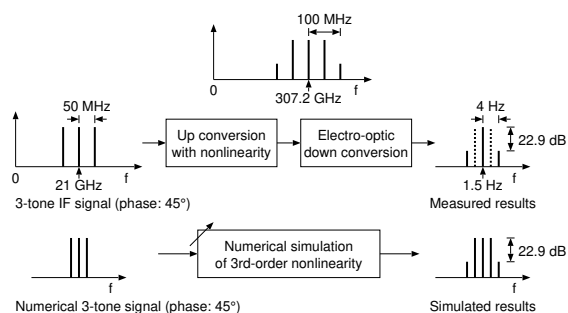 100 MHz
0
f
307.2 GHz
50 MHz
0
21 GHz
f
3-tone IF signal (phase: 45°)
Up conversion
with nonlinearity
Electro-optic
down conversion
4 Hz
22.9 dB
1.5 Hz
f
Measured results
f
Numerical 3-tone signal (phase: 45°)
Numerical simulation
of 3rd-order nonlinearity
22.9 dB
f
Simulated results